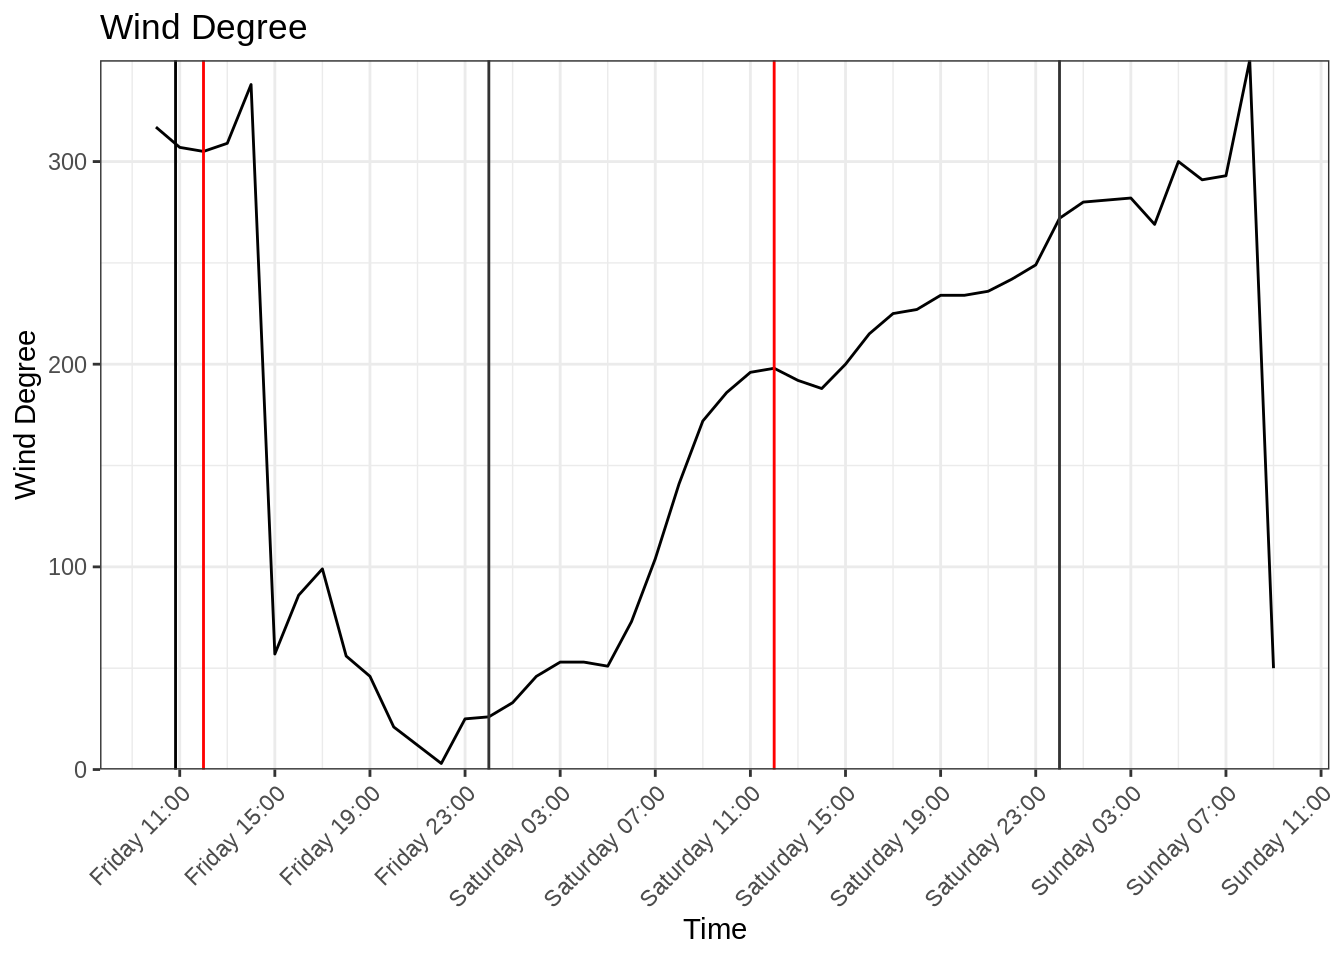 Wind Degree
Wind Degree
300
200
100
0
Friday 11:00
Friday 15:00
Friday 19:00
Friday 23:00
Saturday 03:00
Saturday 07:00
Saturday 11:00
Saturday 15:00
Saturday 19:00
Saturday 23:00
Sunday 03:00
Sunday 07:00
Sunday 11:00
Time